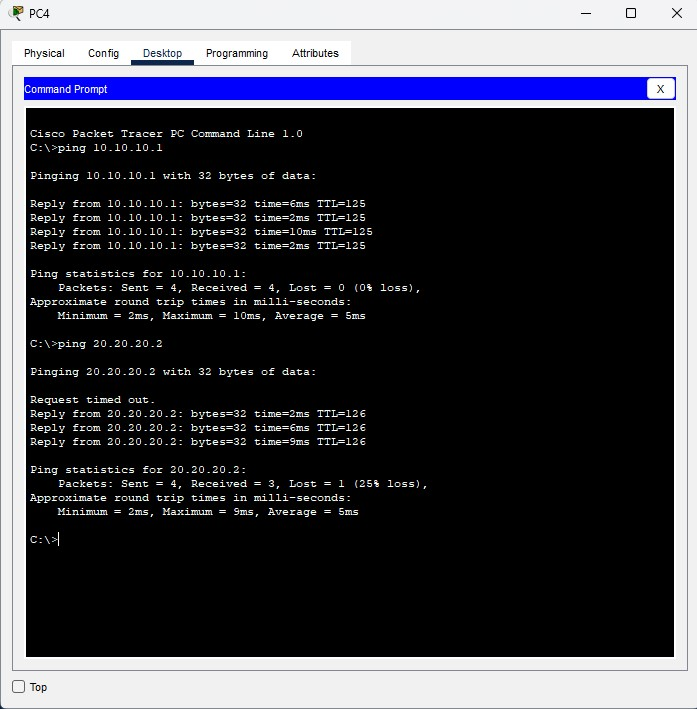 PC4
Physical Config Desktop Programming Attributes
Command Prompt X
Cisco Packet Tracer PC Command Line 1.0
C:\>ping 10.10.10.1
Pinging 10.10.10.1 with 32 bytes of data:
Reply from 10.10.10.1: bytes=32 time=6ms TTL=125
Reply from 10.10.10.1: bytes=32 time=2ms TTL=125
Reply from 10.10.10.1: bytes=32 time=10ms TTL=125
Reply from 10.10.10.1: bytes=32 time=2ms TTL=125
Ping statistics for 10.10.10.1:
    Packets: Sent = 4, Received = 4, Lost = 0 (0% loss),
Approximate round trip times in milli-seconds:
    Minimum = 2ms, Maximum = 10ms, Average = 5ms
C:\>ping 20.20.20.2
Pinging 20.20.20.2 with 32 bytes of data:
Request timed out.
Reply from 20.20.20.2: bytes=32 time=2ms TTL=126
Reply from 20.20.20.2: bytes=32 time=6ms TTL=126
Reply from 20.20.20.2: bytes=32 time=9ms TTL=126
Ping statistics for 20.20.20.2:
    Packets: Sent = 4, Received = 3, Lost = 1 (25% loss),
Approximate round trip times in milli-seconds:
    Minimum = 2ms, Maximum = 9ms, Average = 5ms
C:\>
Top